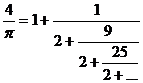 4/π = 1 + 1/(2 + 9/(2 + 25/(2 + _)))